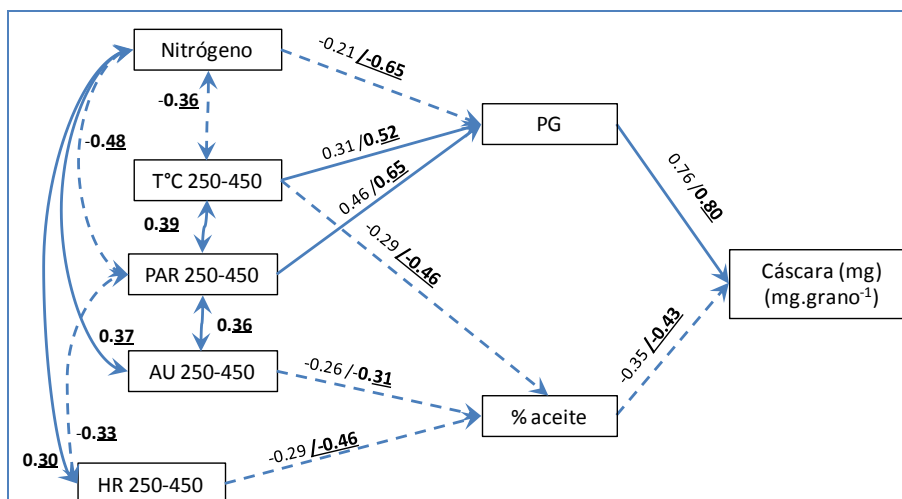 Nitrógeno
-0.21 /-0.65
-0.36
PG
-0.48
0.31 /0.52
0.76 /0.80
T°C 250-450
0.46 /0.65
0.39
-0.29 /-0.46
PAR 250-450
Cáscara (mg)
(mg.grano-1)
0.36
0.37
-0.35 /-0.43
AU 250-450
-0.26 /-0.31
% aceite
-0.33
-0.29 /-0.46
0.30
HR 250-450